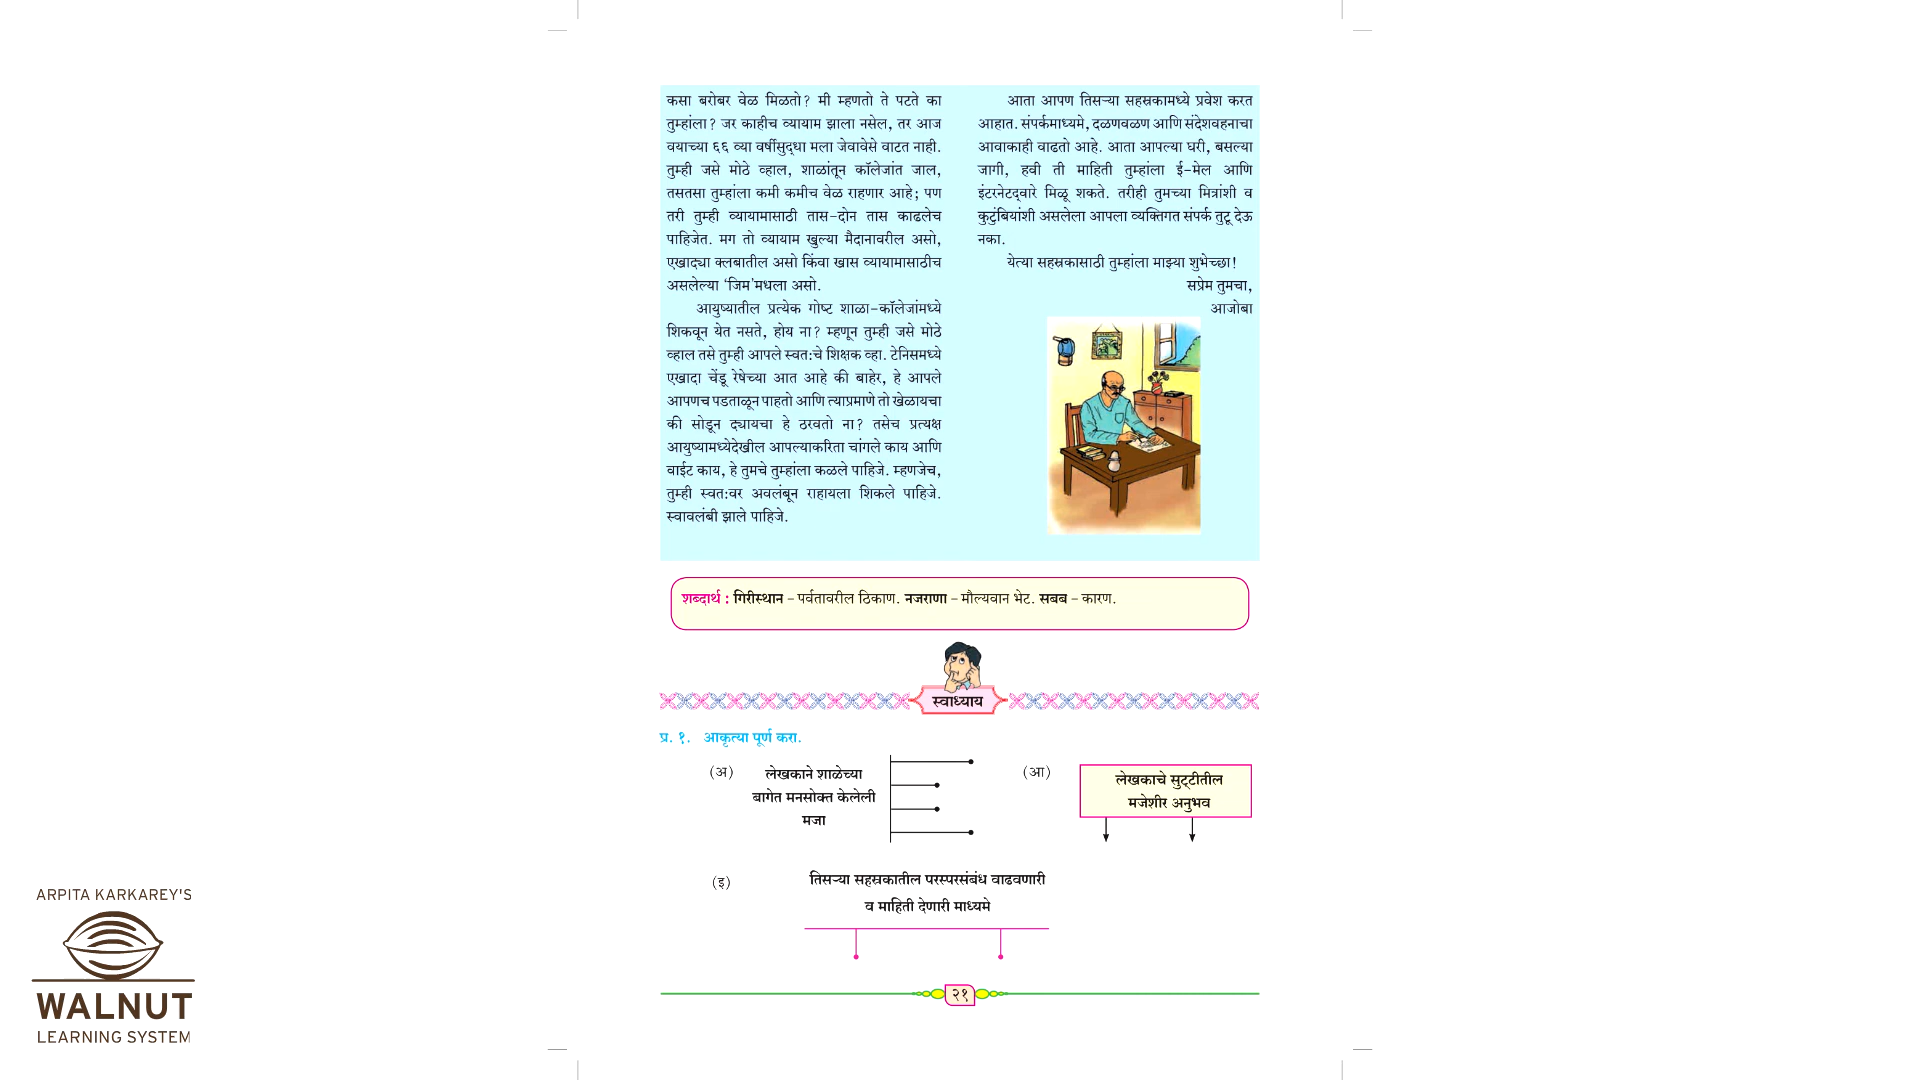 कसा बरोबर वेळ मिळतो? मी म्हणतो ते पटते का
तुम्हांला? जर काहीच व्यायाम झाला नसेल, तर आज
वयाच्या ६६ व्या वर्षीसुद्धा मला जेवावेसे वाटत नाही.
तुम्ही जसे मोठे व्हाल, शाळांतून कॉलेजांत जाल,
तसतसा तुम्हांला कमी कमीच वेळ राहणार आहे; पण
तरी तुम्ही व्यायामासाठी तास-दोन तास काढलेच
पाहिजेत. मग तो व्यायाम खुल्या मैदानावरील असो,
एखाद्या क्लबातील असो किंवा खास व्यायामासाठीच
असलेल्या ‘जिम’मधला असो.
आयुष्यातील प्रत्येक गोष्ट शाळा-कॉलेजांमध्ये
शिकवून येत नसते, होय ना? म्हणून तुम्ही जसे मोठे
व्हाल तसे तुम्ही आपले स्वत:चे शिक्षक व्हा. टेनिसमध्ये
एखादा चेंडू रेषेच्या आत आहे की बाहेर, हे आपले
आपणच पडताळून पाहतो आणि त्याप्रमाणे तो खेळायचा
की सोडून द्यायचा हे ठरवतो ना? तसेच प्रत्यक्ष
आयुष्यामध्येदेखील आपल्याकरिता चांगले काय आणि
वाईट काय, हे तुमचे तुम्हांला कळले पाहिजे. म्हणजेच,
तुम्ही स्वत:वर अवलंबून राहायला शिकले पाहिजे.
स्वावलंबी झाले पाहिजे.
आता आपण तिसऱ्या सहस्रकामध्ये प्रवेश करत
आहात. संपर्कमाध्यमे, दळणवळण आणि संदेशवहनाचा
आवाकाही वाढतो आहे. आता आपल्या घरी, बसल्या
जागी, हवी ती माहिती तुम्हांला ई-मेल आणि
इंटरनेटद्वारे मिळू शकते. तरीही तुमच्या मित्रांशी व
कुटुंबियांशी असलेला आपला व्यक्तिगत संपर्क तुटू देऊ
नका.
येत्या सहस्रकासाठी तुम्हांला माझ्या शुभेच्छा!
सप्रेम तुमचा,
आजोबा
शब्दार्थ : गिरीस्थान - पर्वतावरील ठिकाण. नजराणा - मौल्यवान भेट. सबब - कारण.
स्वाध्याय
प्र. १. आकृत्या पूर्ण करा.
(अ) लेखकाने शाळेच्या
बागेत मनसोक्त केलेली
मजा
(आ) लेखकाचे सुट्टीतील
मजेशीर अनुभव
(इ) तिसऱ्या सहस्रकातील परस्परसंबंध वाढवणारी
व माहिती देणारी माध्यमे
२१
ARPITA KARKAREY'S
WALNUT
LEARNING SYSTEM